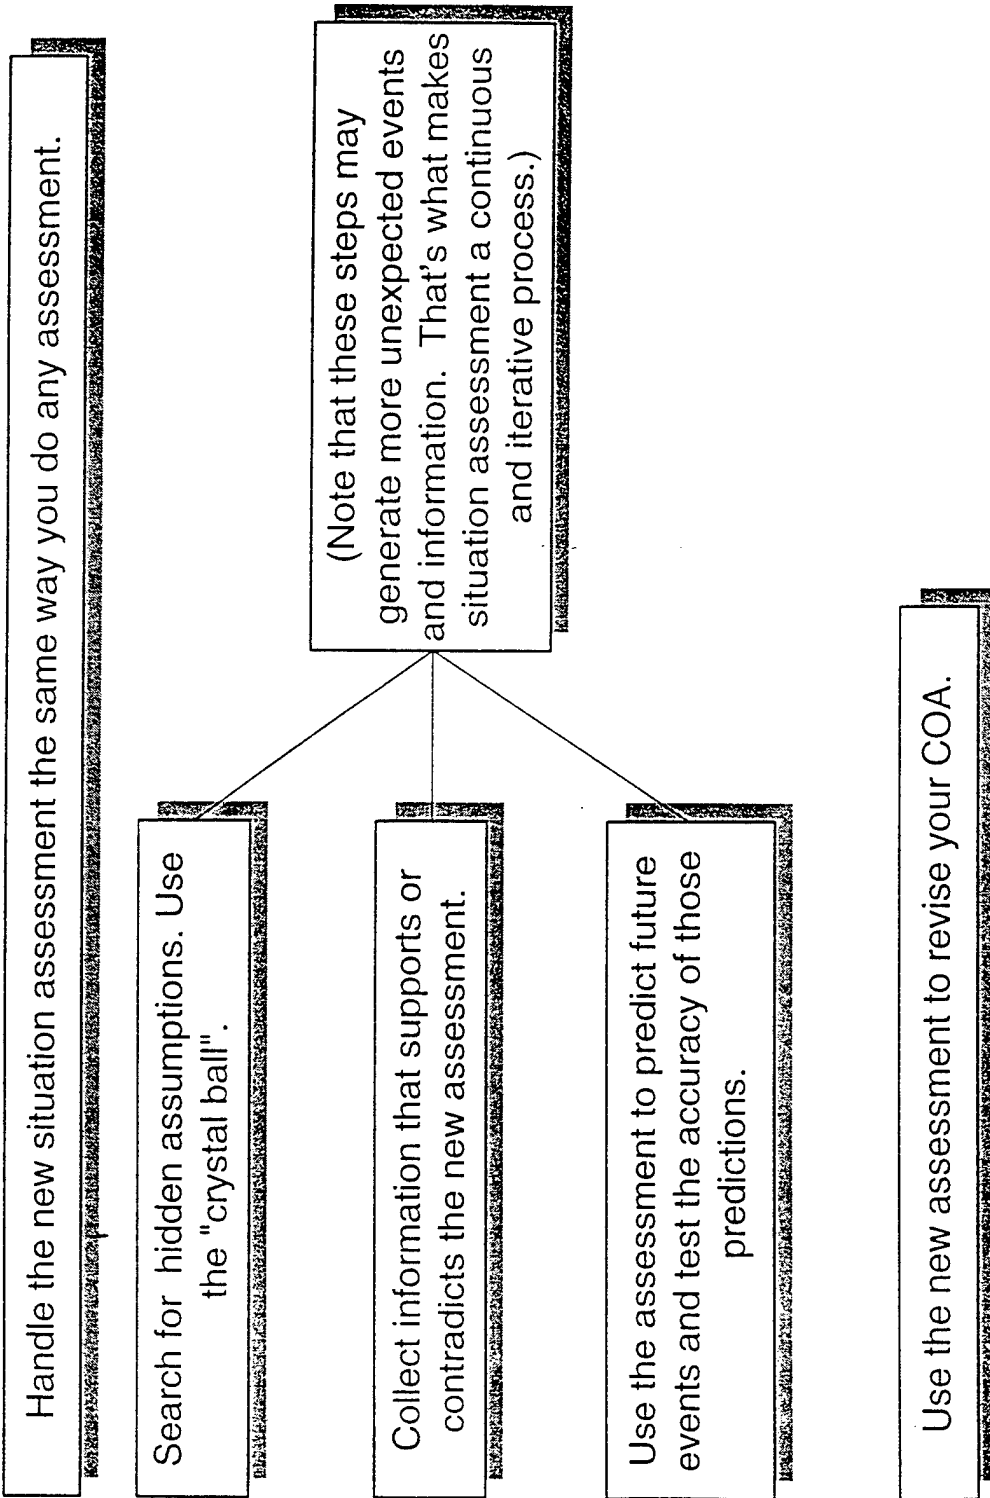 Handle the new situation assessment the same way you do any assessment.
Search for hidden assumptions. Use
the "crystal ball".
Collect information that supports or
contradicts the new assessment.
Use the assessment to predict future
events and test the accuracy of those
predictions.
(Note that these steps may
generate more unexpected events
and information. That's what makes
situation assessment a continuous
and iterative process.)
Use the new assessment to revise your COA.